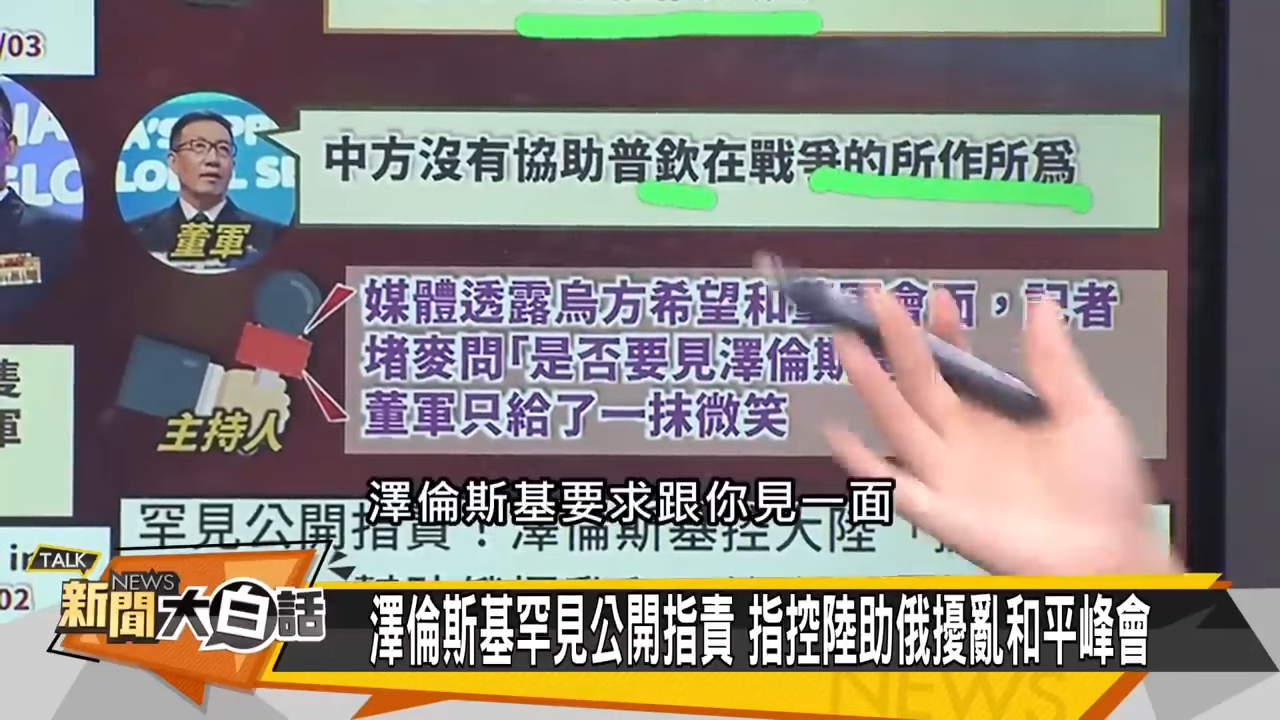 /03
中方沒有協助普欽在戰爭的所作所為
董軍
媒體透露烏方希望和 會面，記者
堵麥問「是否要見澤倫斯
董軍只給了一抹微笑
主持人
隻
軍
澤倫斯基要求跟你見一面
罕見公開指責！澤倫斯基控大陸「
in
02
TALK
NEWS
新聞大白話
澤倫斯基罕見公開指責 指控陸助俄擾亂和平峰會
NEWS